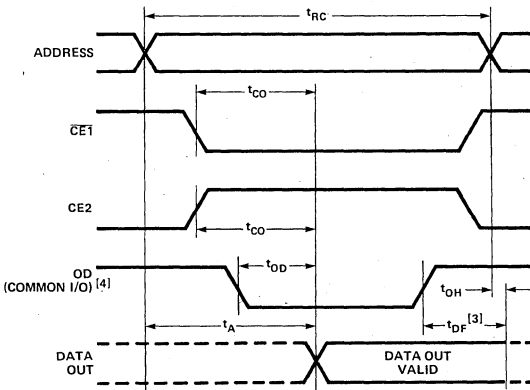 tRC
ADDRESS
tCO
CE1
CE2
tCO
tOD
OD
(COMMON I/O) [4]
tOH
tA
tDF [3]
DATA
OUT
DATA OUT
VALID